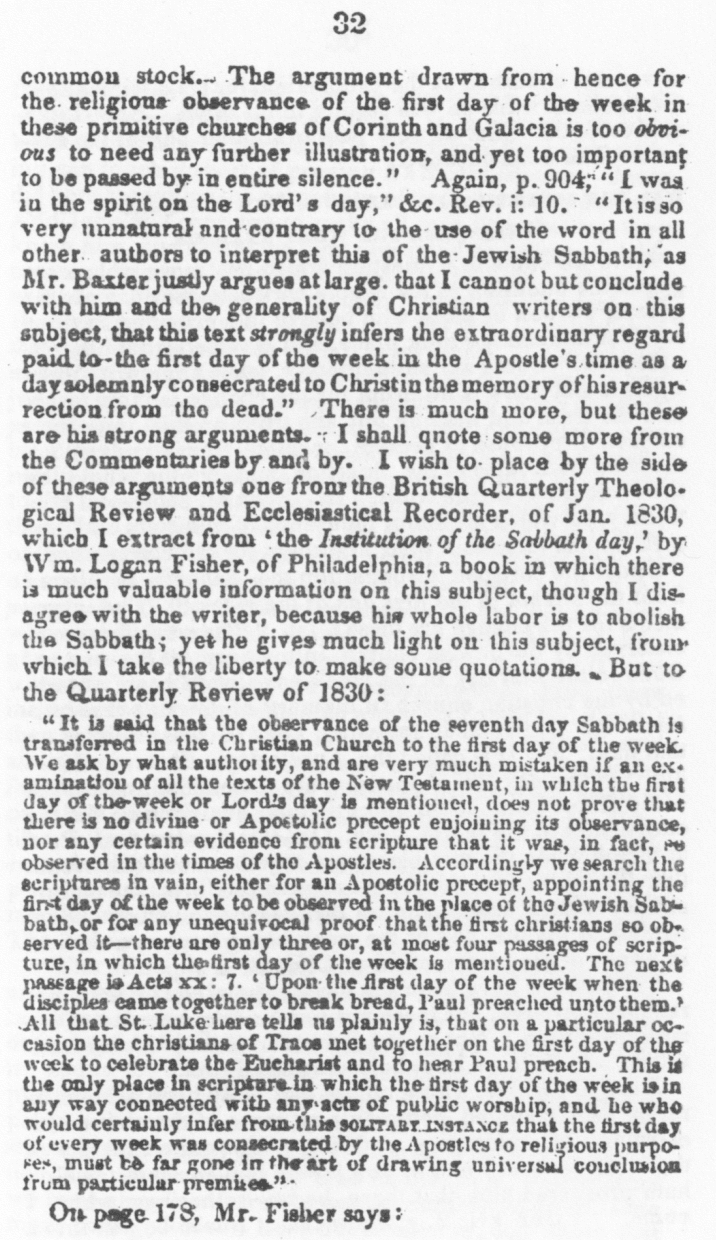 32
common stock. The argument drawn from hence for
the religious observance of the first day of the week in
these primitive churches of Corinth and Galacia is too obvi-
ous to need any further illustration, and yet too important
to be passed by in entire silence." Again, p. 904, "I was
in the spirit on the Lord's day," &c. Rev. i: 10. "It is so
very unnatural and contrary to the use of the word in all
other authors to interpret this of the Jewish Sabbath, as
Mr. Baxter justly argues at large. that I cannot but conclude
with him and the generality of Christian writers on this
subject, that this text strongly infers the extraordinary regard
paid to the first day of the week in the Apostle's time as a
day solemnly consecrated to Christ in the memory of his resur-
rection from the dead." There is much more, but these
are his strong arguments. I shall quote some more from
the Commentaries by and by. I wish to place by the side
of these arguments one from the British Quarterly Theolo-
gical Review and Ecclesiastical Recorder, of Jan. 1830,
which I extract from 'the Institution of the Sabbath day,' by
Wm. Logan Fisher, of Philadelphia, a book in which there
is much valuable information on this subject, though I dis-
agree with the writer, because his whole labor is to abolish
the Sabbath; yet he gives much light on this subject, from
which I take the liberty to make some quotations. But to
the Quarterly Review of 1830:
"It is said that the observance of the seventh day Sabbath is
transferred in the Christian Church to the first day of the week.
We ask by what authority, and are very much mistaken if an ex-
amination of all the texts of the New Testament, in which the first
day of the week or Lord's day is mentioned, does not prove that
there is no divine or Apostolic precept enjoining its observance,
nor any certain evidence from scripture that it was, in fact, so
observed in the times of the Apostles. Accordingly we search the
scriptures in vain, either for an Apostolic precept, appointing the
first day of the week to be observed in the place of the Jewish Sab-
bath, or for any unequivocal proof that the first christians so ob-
served it—there are only three or, at most four passages of scrip-
ture, in which the first day of the week is mentioned. The next
passage is Acts xx: 7. 'Upon the first day of the week when the
disciples came together to break bread, Paul preached unto them.'
All that St. Luke here tells us plainly is, that on a particular oc-
casion the christians of Traos met together on the first day of the
week to celebrate the Eucharist and to hear Paul preach. This is
the only place in scripture in which the first day of the week is in
any way connected with any acts of public worship, and he who
would certainly infer from this SOLITARY INSTANCE that the first day
of every week was consecrated by the Apostles to religious purpo-
ses, must be far gone in the art of drawing universal conclusion
from particular premises."
On page 178, Mr. Fisher says: